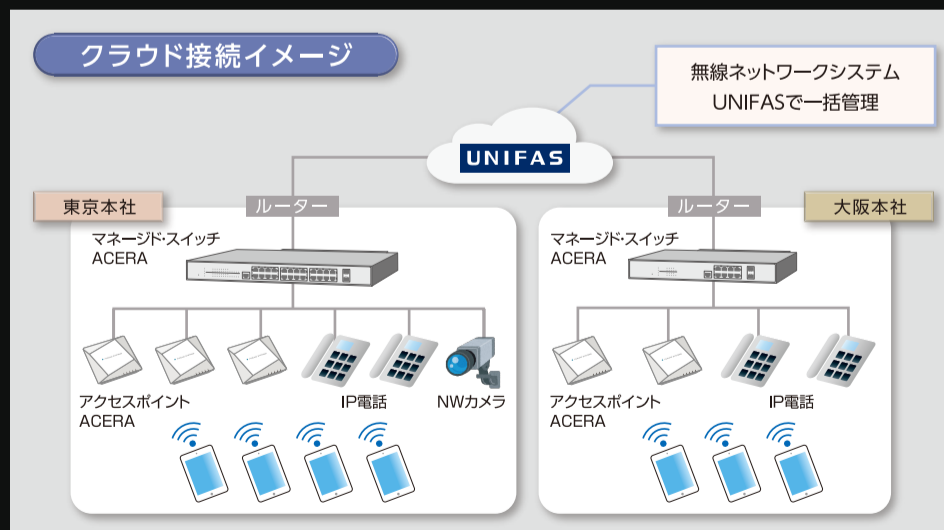 クラウド接続イメージ
無線ネットワークシステム
UNIFASで一括管理
UNIFAS
東京本社
ルーター
マネージド・スイッチ
ACERA
アクセスポイント
ACERA
IP電話
NWカメラ
ルーター
大阪本社
マネージド・スイッチ
ACERA
アクセスポイント
ACERA
IP電話